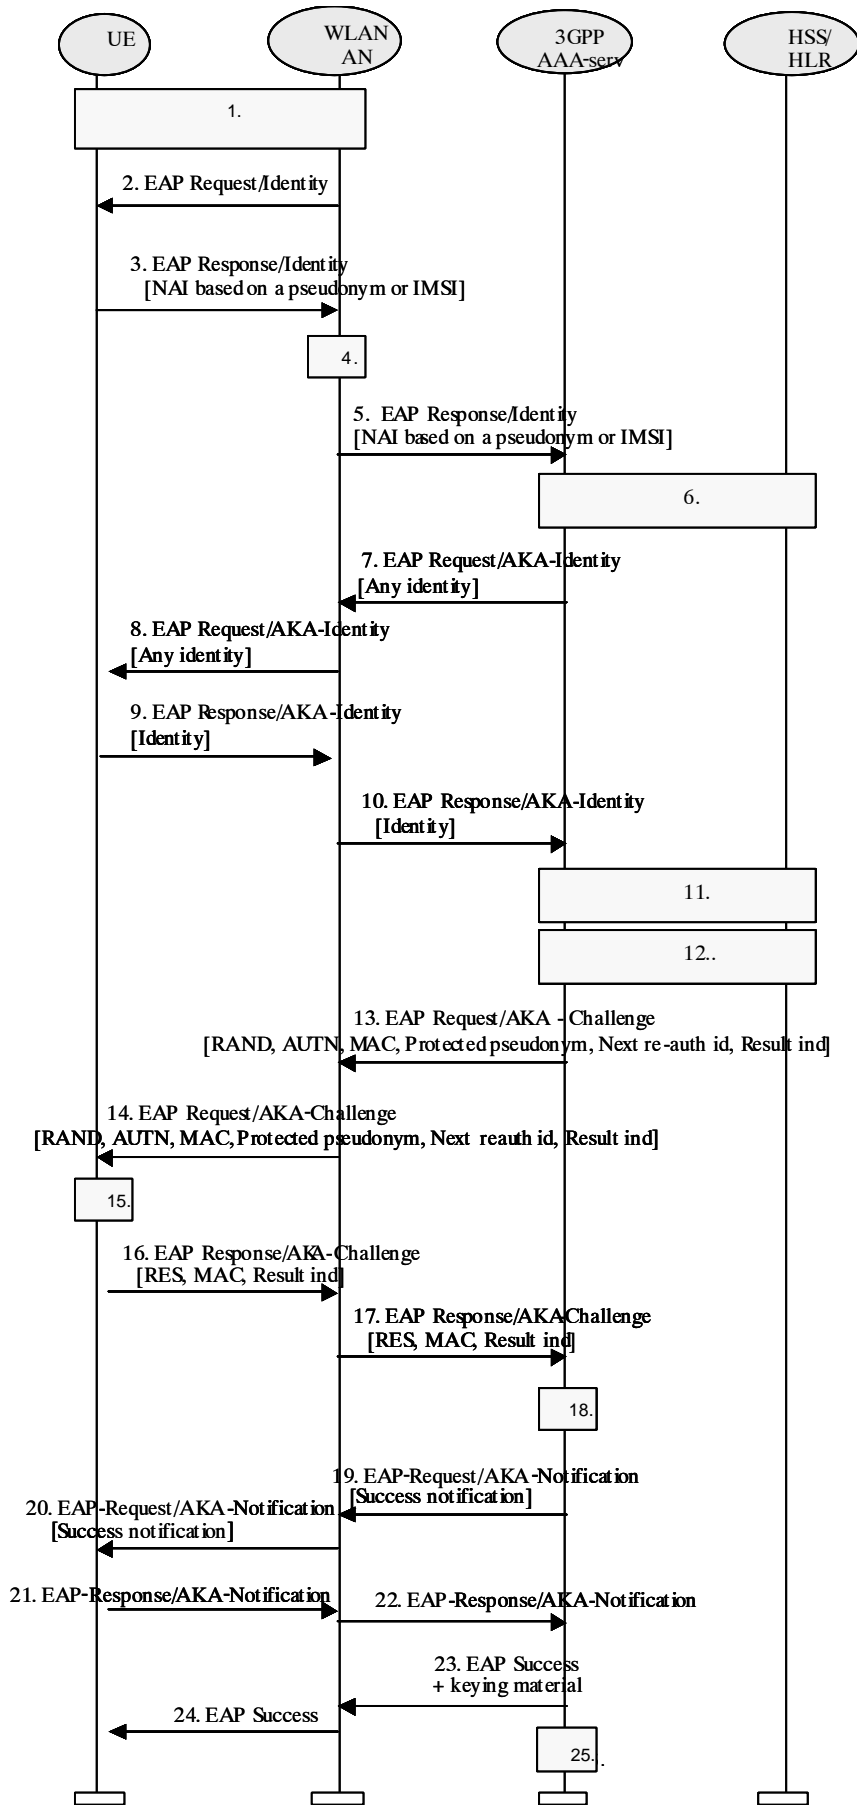 UE
WLAN
AN
3GPP
AAA-serv
HSS/
HLR
1.
2. EAP Request/Identity
3. EAP Response/Identity
[NAI based on a pseudonym or IMSI]
4.
5. EAP Response/Identity
[NAI based on a pseudonym or IMSI]
6.
7. EAP Request/AKA-Identity
[Any identity]
8. EAP Request/AKA-Identity
[Any identity]
9. EAP Response/AKA-Identity
[Identity]
10. EAP Response/AKA-Identity
[Identity]
11.
12..
13. EAP Request/AKA - Challenge
[RAND, AUTN, MAC, Protected pseudonym, Next re-auth id, Result ind]
14. EAP Request/AKA-Challenge
[RAND, AUTN, MAC, Protected pseudonym, Next reauth id, Result ind]
15.
16. EAP Response/AKA-Challenge
[RES, MAC, Result ind]
17. EAP Response/AKAChallenge
[RES, MAC, Result ind]
18.
19. EAP-Request/AKA-Notification
[Success notification]
20. EAP-Request/AKA-Notification
[Success notification]
21. EAP-Response/AKA-Notification
22. EAP-Response/AKA-Notification
23. EAP Success
+ keying material
24. EAP Success
25..